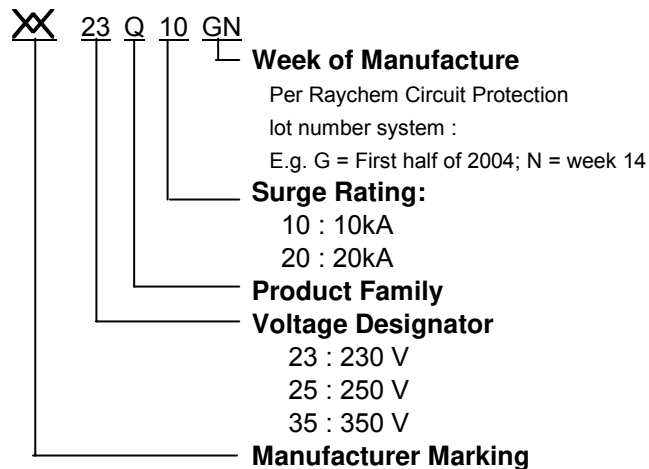 XX 23 Q 10 GN
Week of Manufacture
Per Raychem Circuit Protection
lot number system :
E.g. G = First half of 2004; N = week 14
Surge Rating:
10 : 10kA
20 : 20kA
Product Family
Voltage Designator
23 : 230 V
25 : 250 V
35 : 350 V
Manufacturer Marking